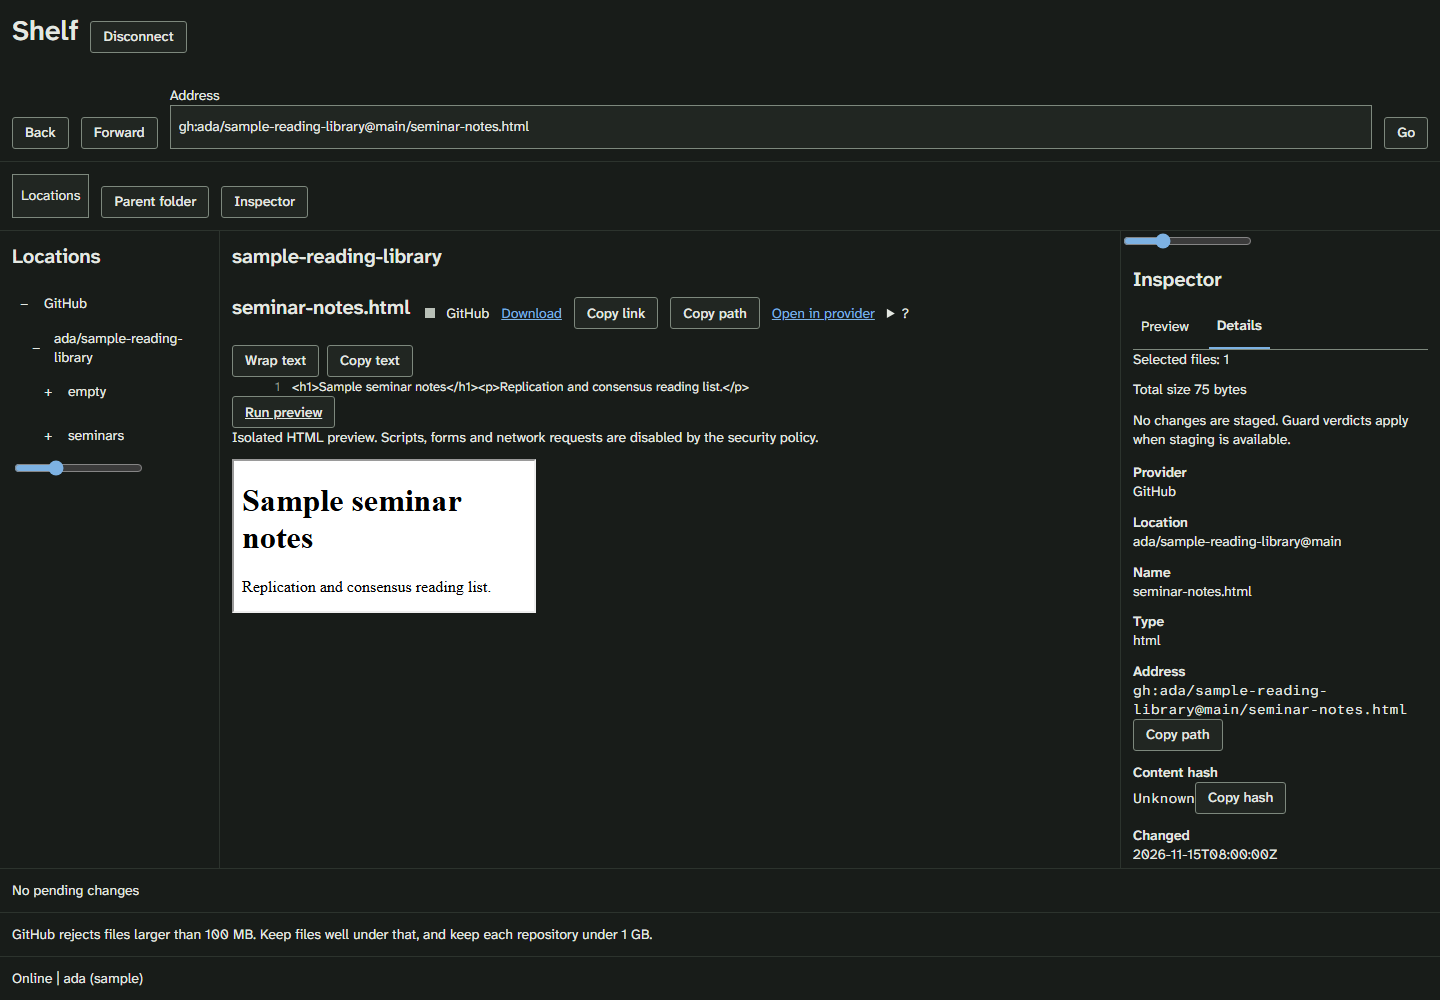 Shelf
Disconnect
Address
Back
Forward
gh:ada/sample-reading-library@main/seminar-notes.html
Go
Locations
Parent folder
Inspector
Locations
– GitHub
– ada/sample-reading-
library
+ empty
+ seminars
sample-reading-library
seminar-notes.html
GitHub
Download
Copy link
Copy path
Open in provider
?
Wrap text
Copy text
1 <h1>Sample seminar notes</h1><p>Replication and consensus reading list.</p>
Run preview
Isolated HTML preview. Scripts, forms and network requests are disabled by the security policy.
Sample seminar
notes
Replication and consensus reading list.
Inspector
Preview
Details
Selected files: 1
Total size 75 bytes
No changes are staged. Guard verdicts apply
when staging is available.
Provider
GitHub
Location
ada/sample-reading-library@main
Name
seminar-notes.html
Type
html
Address
gh:ada/sample-reading-
library@main/seminar-notes.html
Copy path
Content hash
Unknown
Copy hash
Changed
2026-11-15T08:00:00Z
No pending changes
GitHub rejects files larger than 100 MB. Keep files well under that, and keep each repository under 1 GB.
Online | ada (sample)